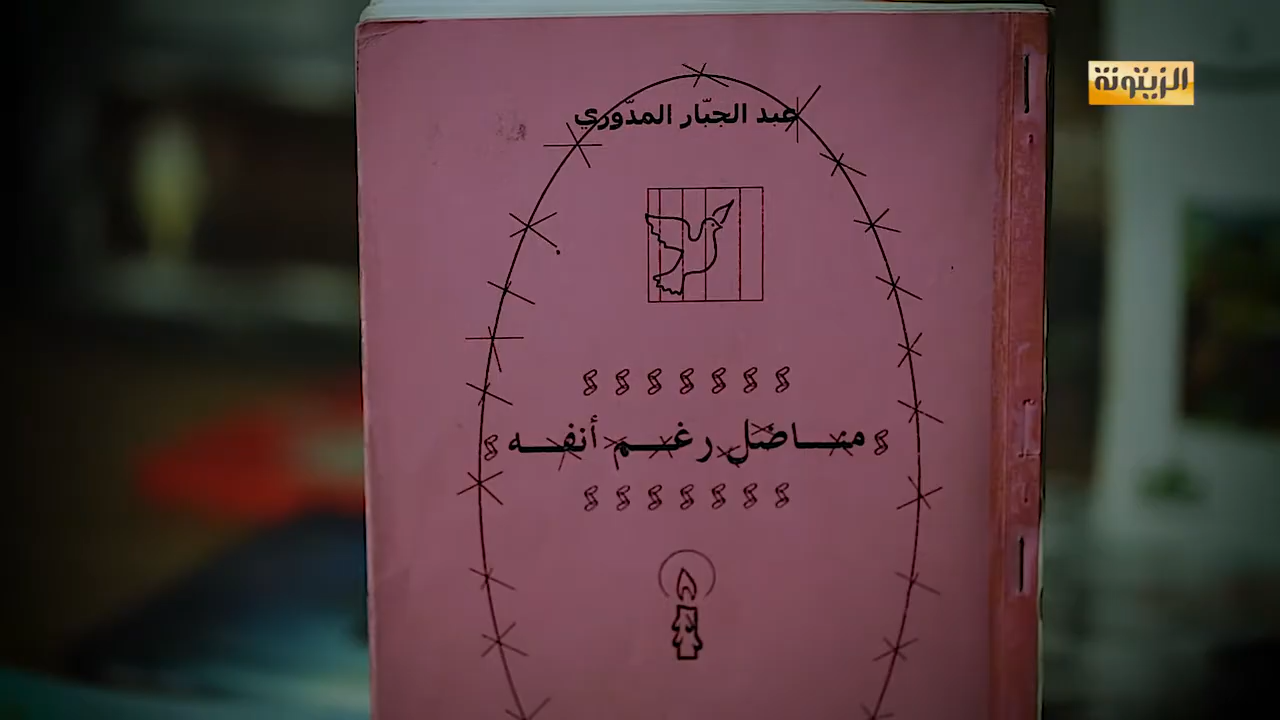 الزيتونة
عبد الجبّار المدّوري
مناضل رغم أنفه